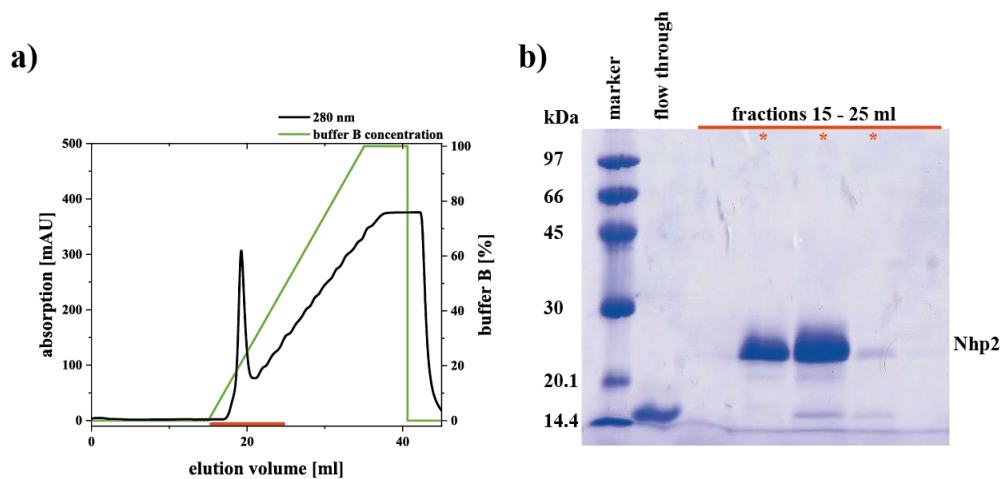 a)
280 nm
buffer B concentration
500
400
300
200
100
0
absorption [mAU]
100
80
60
40
20
0
buffer B [%]
0
20
40
elution volume [ml]
b)
marker
flow through
kDa
fractions 15 - 25 ml
* * *
97
66
45
30
20.1
14.4
Nhp2